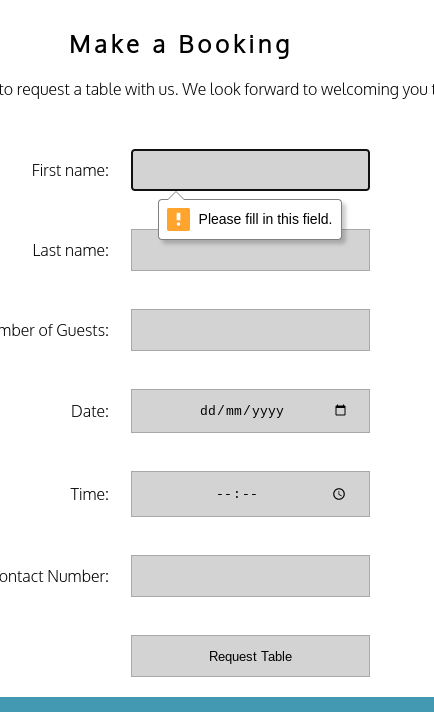 Make a Booking
to request a table with us. We look forward to welcoming you
First name:
Please fill in this field.
Last name:
mber of Guests:
Date: dd/mm/yyyy
Time: --:--
ontact Number:
Request Table